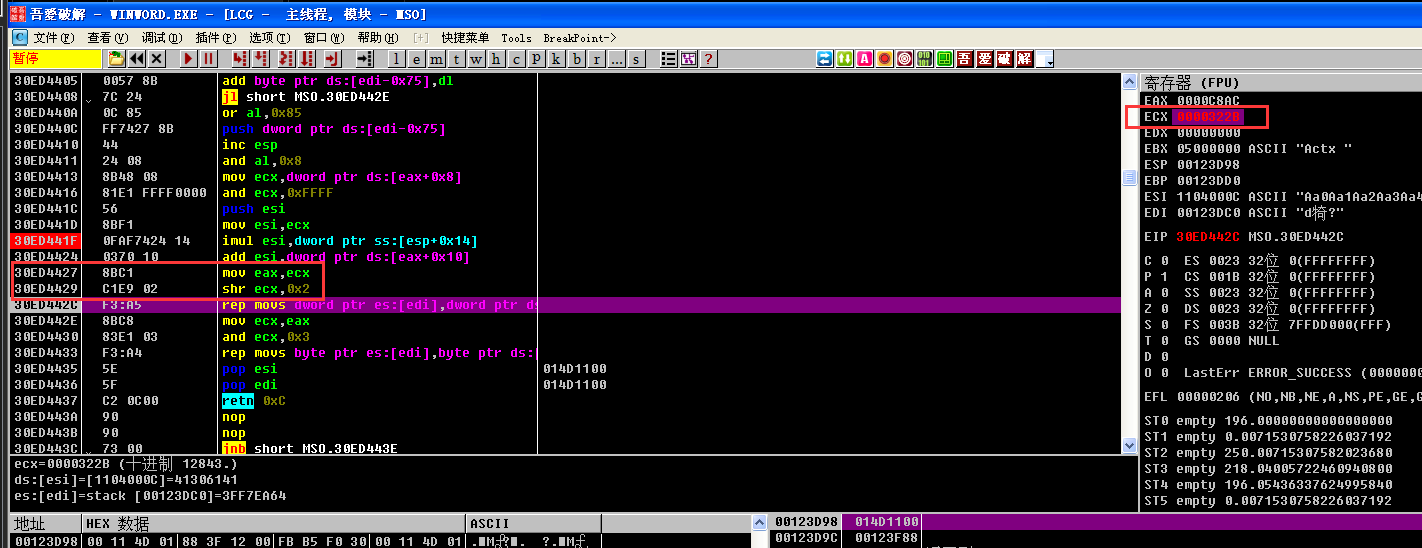 吾爱破解 - WINWORD.EXE - [LCG - 主线程, 模块 - MSO]
C 文件(F) 查看(V) 调试(D) 插件(P) 选项(T) 窗口(W) 帮助(H) [+] 快捷菜单 Tools BreakPoint->
暂停 l e m t w h c p k b r ... s ? A 吾 爱 破 解
30ED4405 0057 8B add byte ptr ds:[edi-0x75],dl
30ED4408 7C 24 jl short MSO.30ED442E
30ED440A 0C 85 or al,0x85
30ED440C FF7427 8B push dword ptr ds:[edi-0x75]
30ED4410 44 inc esp
30ED4411 24 08 and al,0x8
30ED4413 8B48 08 mov ecx,dword ptr ds:[eax+0x8]
30ED4416 81E1 FFFF0000 and ecx,0xFFFF
30ED441C 56 push esi
30ED441D 8BF1 mov esi,ecx
30ED441F 0FAF7424 14 imul esi,dword ptr ss:[esp+0x14]
30ED4424 0370 10 add esi,dword ptr ds:[eax+0x10]
30ED4427 8BC1 mov eax,ecx
30ED4429 C1E9 02 shr ecx,0x2
30ED442C F3:A5 rep movs dword ptr es:[edi],dword ptr ds
30ED442E 8BC8 mov ecx,eax
30ED4430 83E1 03 and ecx,0x3
30ED4433 F3:A4 rep movs byte ptr es:[edi],byte ptr ds:[
30ED4435 5E pop esi 014D1100
30ED4436 5F pop edi 014D1100
30ED4437 C2 0C00 retn 0xC
30ED443A 90 nop
30ED443B 90 nop
30ED443C 73 00 jnb short MSO.30ED443E
ecx=0000322B (十进制 12843.)
ds:[esi]=[1104000C]=41306141
es:[edi]=stack [00123DC0]=3FF7EA64
寄存器 (FPU)
EAX 0000C8AC
ECX 0000322B
EDX 00000000
EBX 05000000 ASCII "Actx "
ESP 00123D98
EBP 00123DD0
ESI 1104000C ASCII "Aa0Aa1Aa2Aa3Aa4
EDI 00123DC0 ASCII "d犄?"
EIP 30ED442C MSO.30ED442C
C 0 ES 0023 32位 0(FFFFFFFF)
P 1 CS 001B 32位 0(FFFFFFFF)
A 0 SS 0023 32位 0(FFFFFFFF)
Z 0 DS 0023 32位 0(FFFFFFFF)
S 0 FS 003B 32位 7FFDD000(FFF)
T 0 GS 0000 NULL
D 0
O 0 LastErr ERROR_SUCCESS (0000000
EFL 00000206 (NO,NB,NE,A,NS,PE,GE,G
ST0 empty 196.00000000000000000
ST1 empty 0.0071530758226037192
ST2 empty 250.00715307582023680
ST3 empty 218.04005722460940800
ST4 empty 196.05436337624995840
ST5 empty 0.0071530758226037192
地址 HEX 数据 ASCII
00123D98 00 11 4D 01 88 3F 12 00 FB B5 F0 30 00 11 4D 01
00123D98 014D1100
00123D9C 00123F88